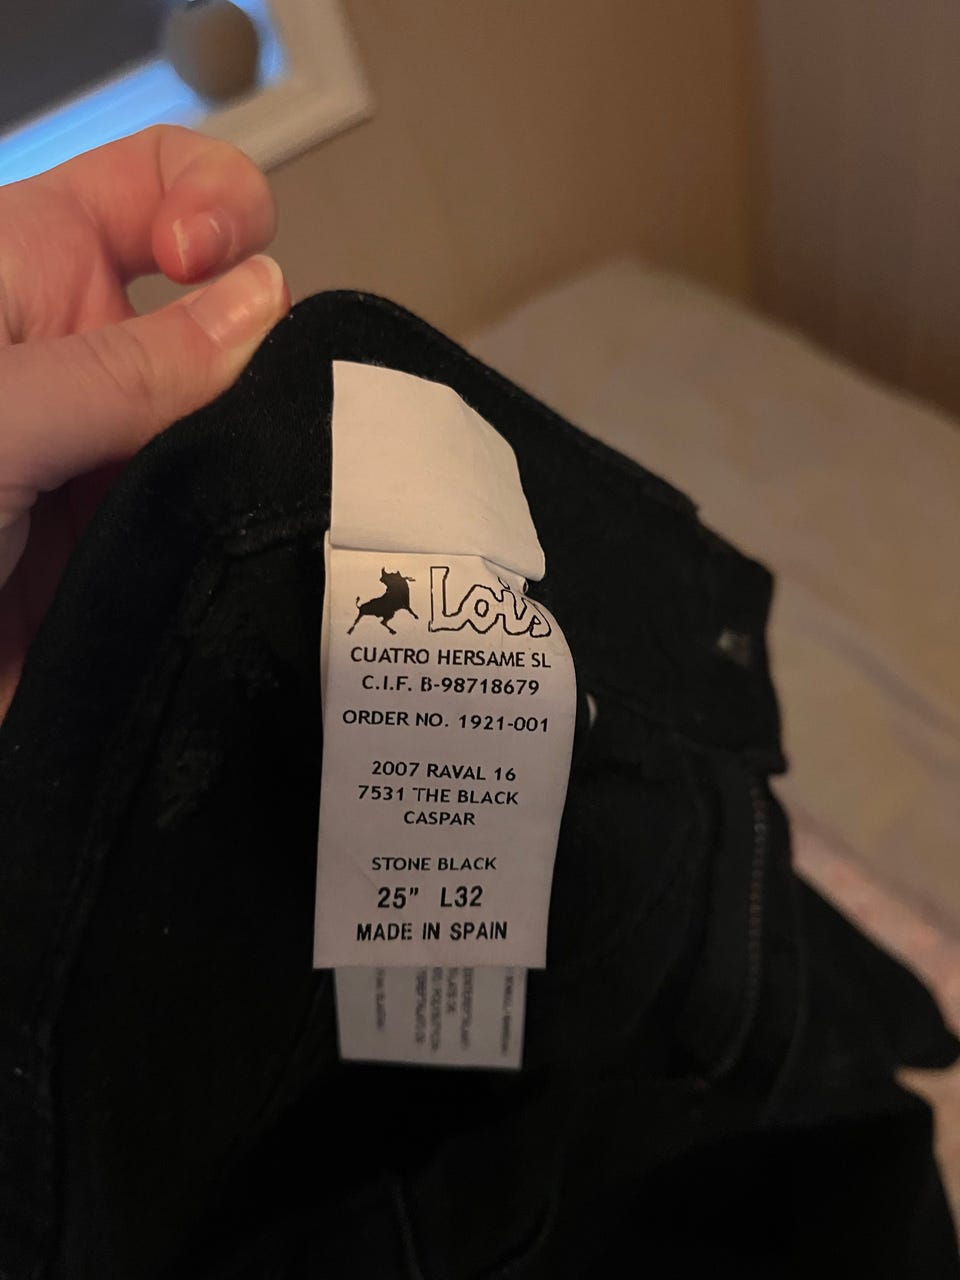 Lois
CUATRO HERSAME SL
C.I.F. B-98718679
ORDER NO. 1921-001
2007 RAVAL 16
7531 THE BLACK
CASPAR
STONE BLACK
25" L32
MADE IN SPAIN